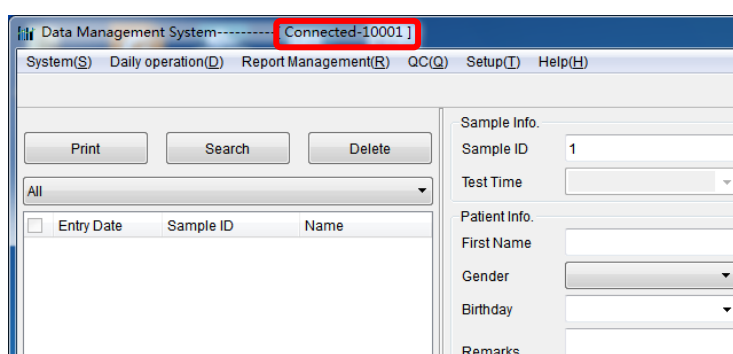 Data Management System---------- [ Connected-10001 ]
System(S) Daily operation(D) Report Management(R) QC(Q) Setup(T) Help(H)
Print Search Delete
All
Entry Date Sample ID Name
Sample Info.
Sample ID 1
Test Time
Patient Info.
First Name
Gender
Birthday
Remarks